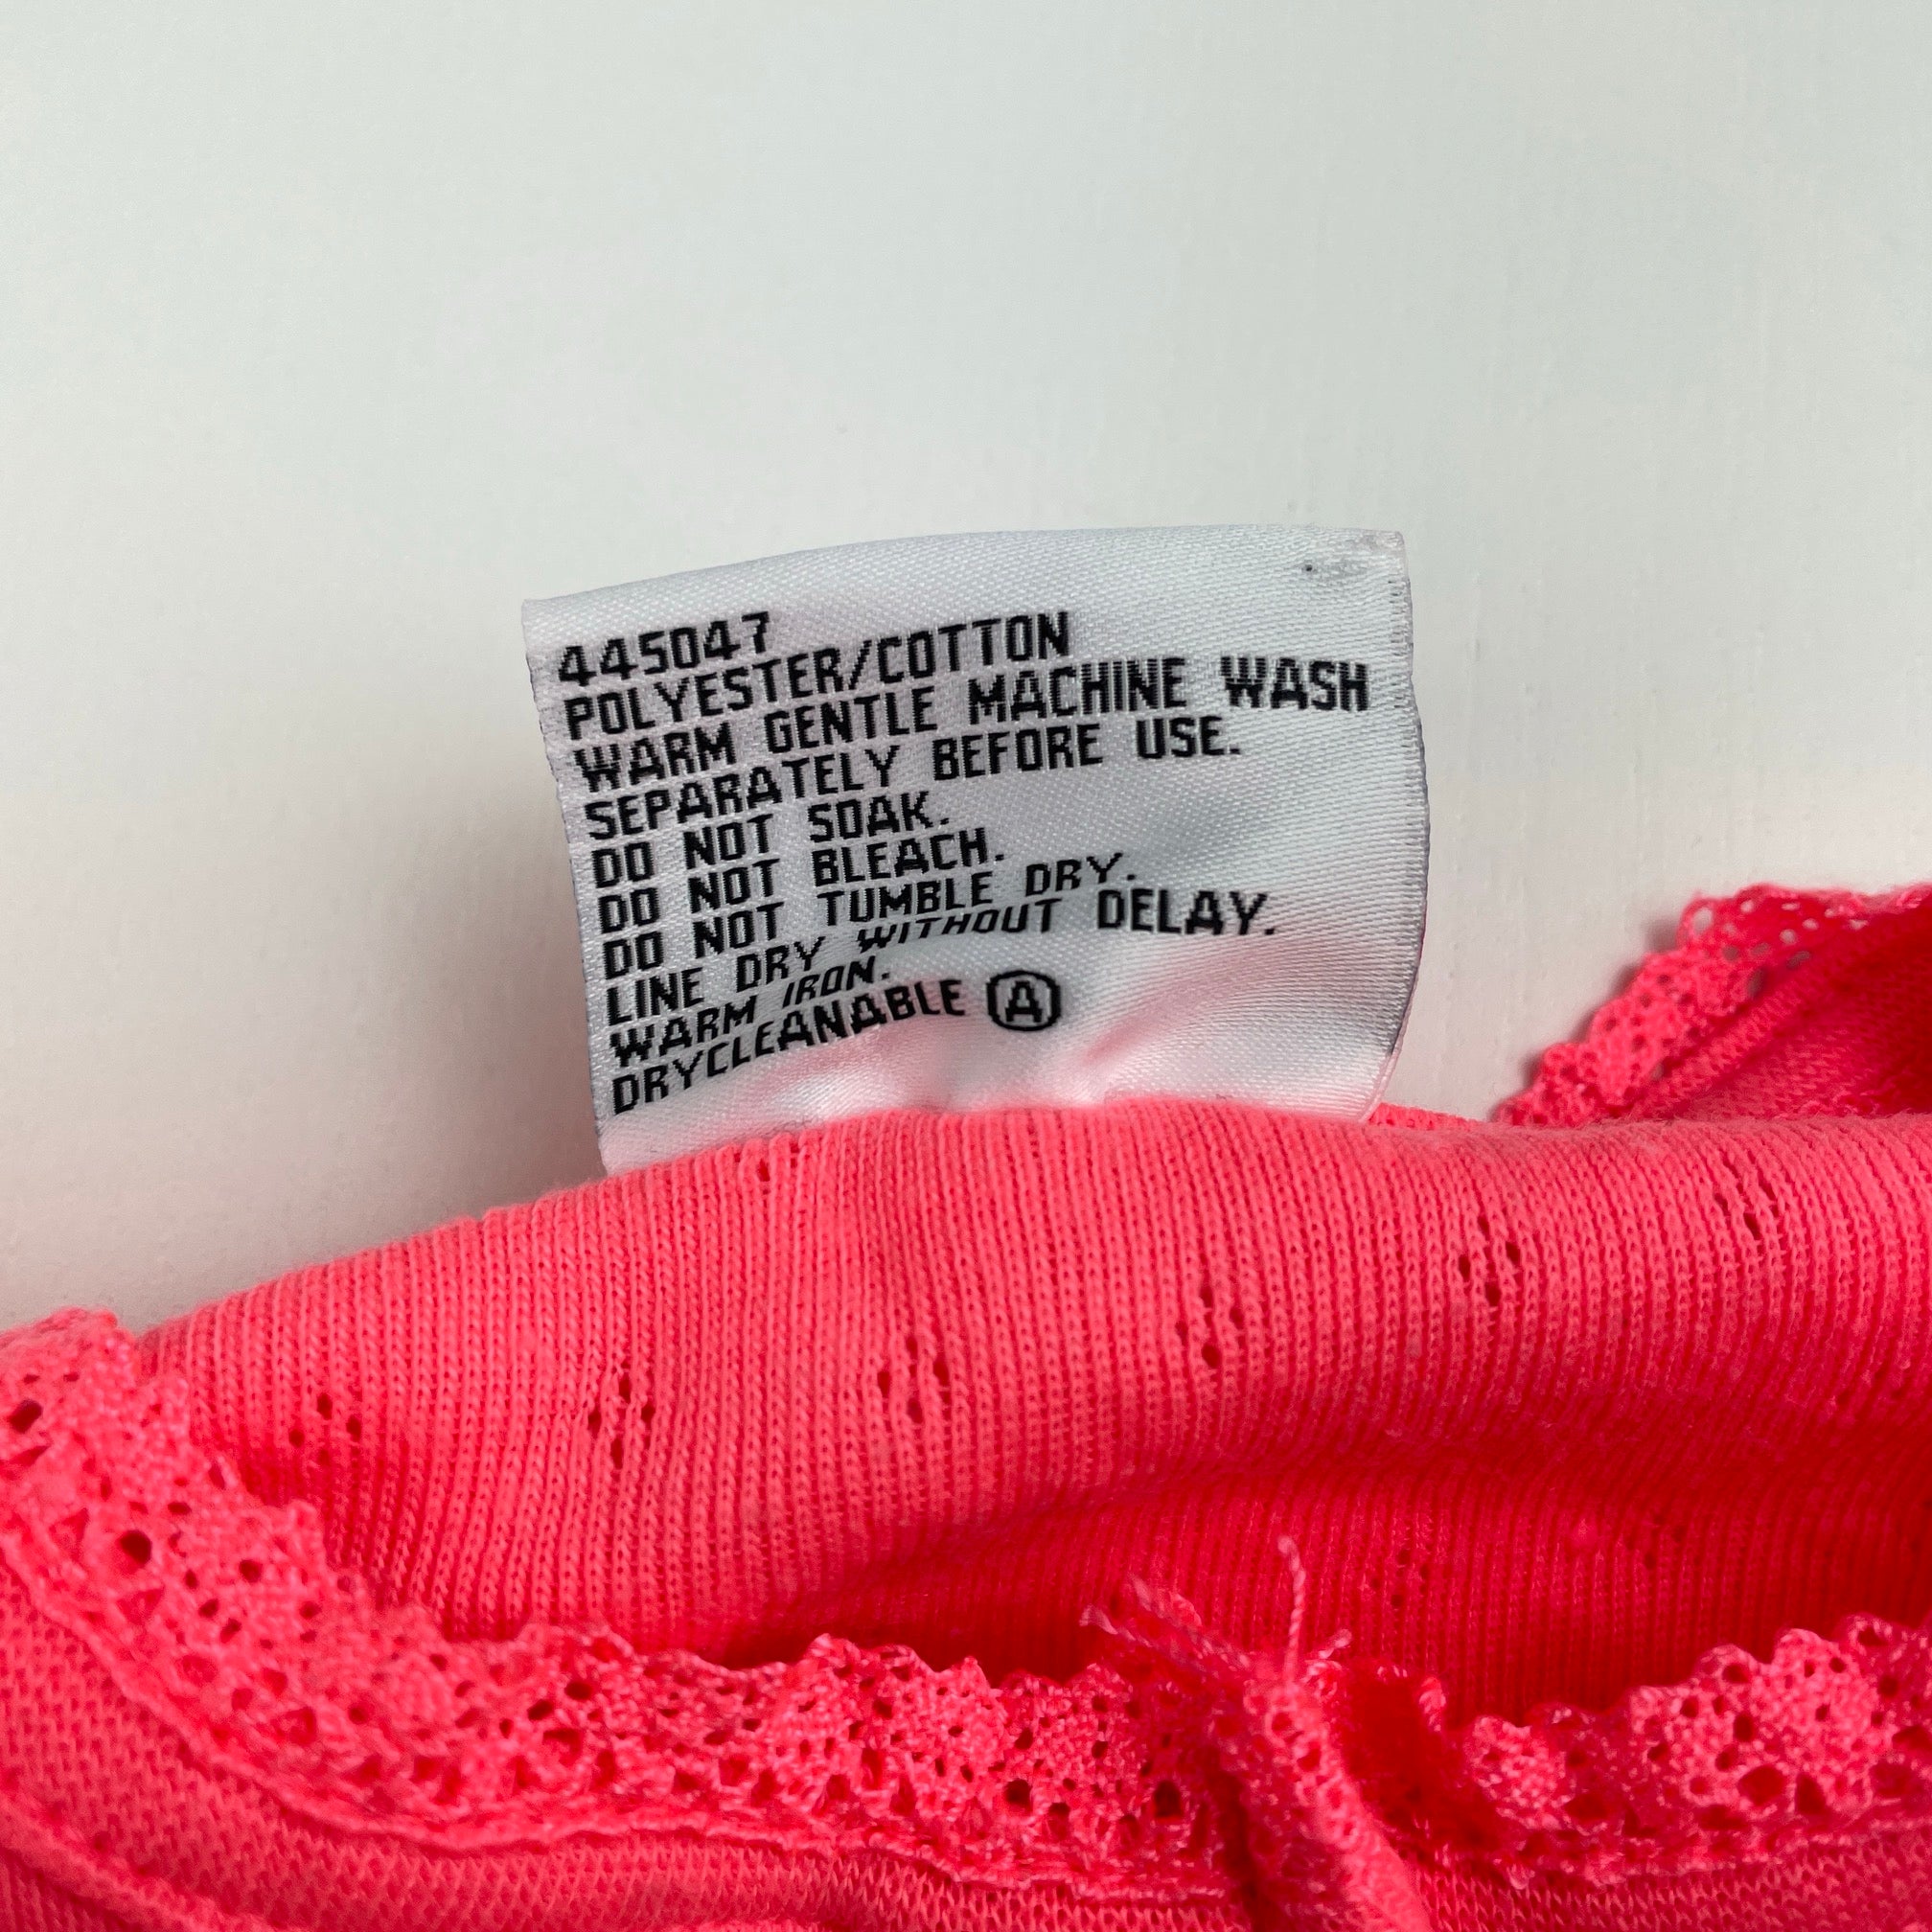 445047
POLYESTER/COTTON
WARM GENTLE MACHINE WASH
SEPARATELY BEFORE USE.
DO NOT SOAK.
DO NOT BLEACH.
DO NOT TUMBLE DRY.
LINE DRY WITHOUT DELAY.
WARM IRON.
DRYCLEANABLE Ⓐ